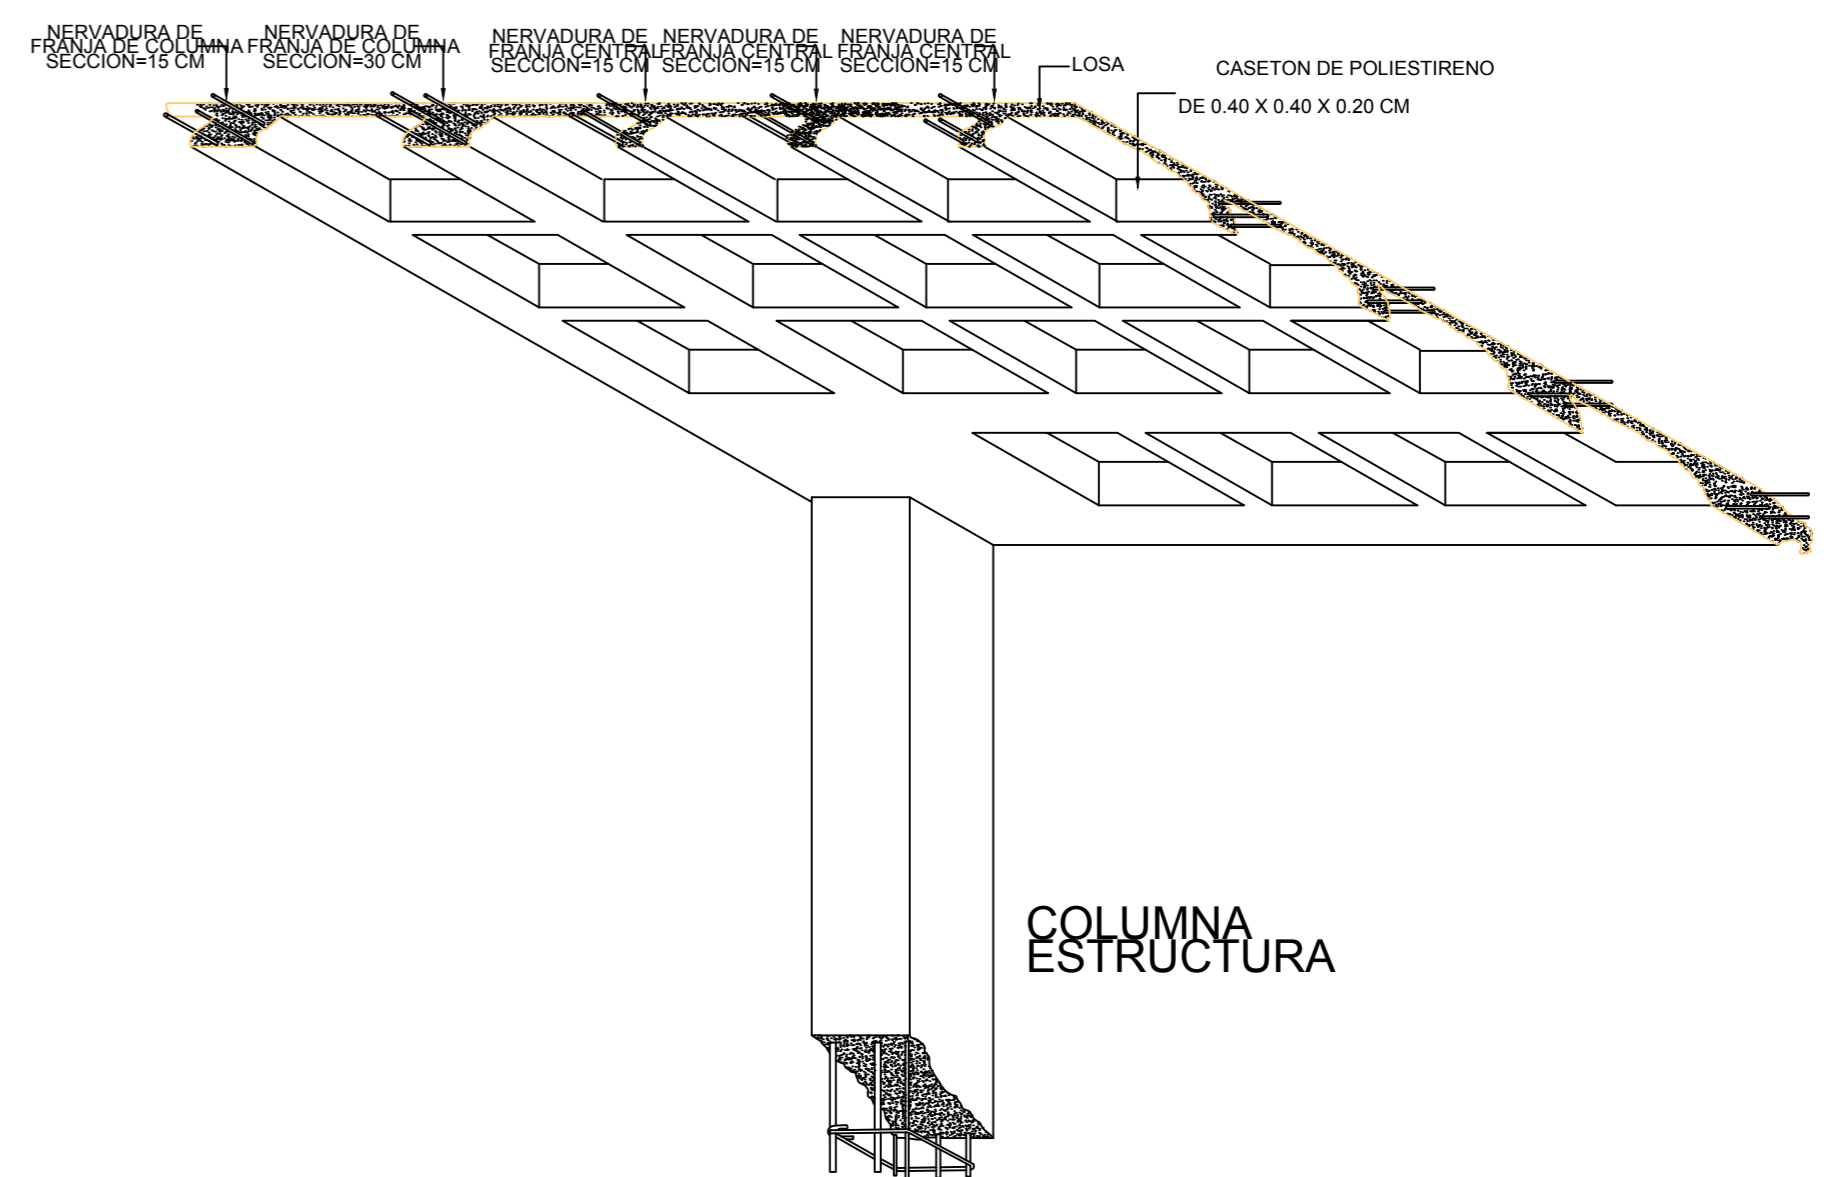 NERVADURA DE
FRANJA DE COLUMNA
SECCION=15 CM
NERVADURA DE
FRANJA DE COLUMNA
SECCION=30 CM
NERVADURA DE
FRANJA CENTRAL
SECCION=15 CM
NERVADURA DE
FRANJA CENTRAL
SECCION=15 CM
NERVADURA DE
FRANJA CENTRAL
SECCION=15 CM
LOSA
CASETON DE POLIESTIRENO
DE 0.40 X 0.40 X 0.20 CM
COLUMNA
ESTRUCTURA